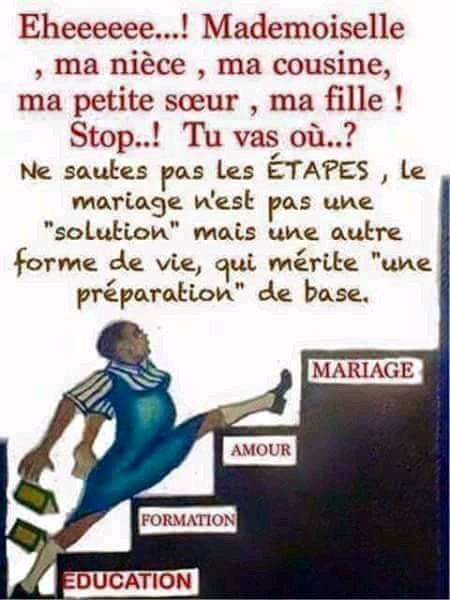 Eheeeeee...! Mademoiselle
, ma nièce , ma cousine,
ma petite sœur , ma fille !
Stop..! Tu vas où..?
Ne sautes pas les ÉTAPES , le
mariage n'est pas une
"solution" mais une autre
forme de vie, qui mérite "une
préparation" de base.
MARIAGE
AMOUR
FORMATION
EDUCATION